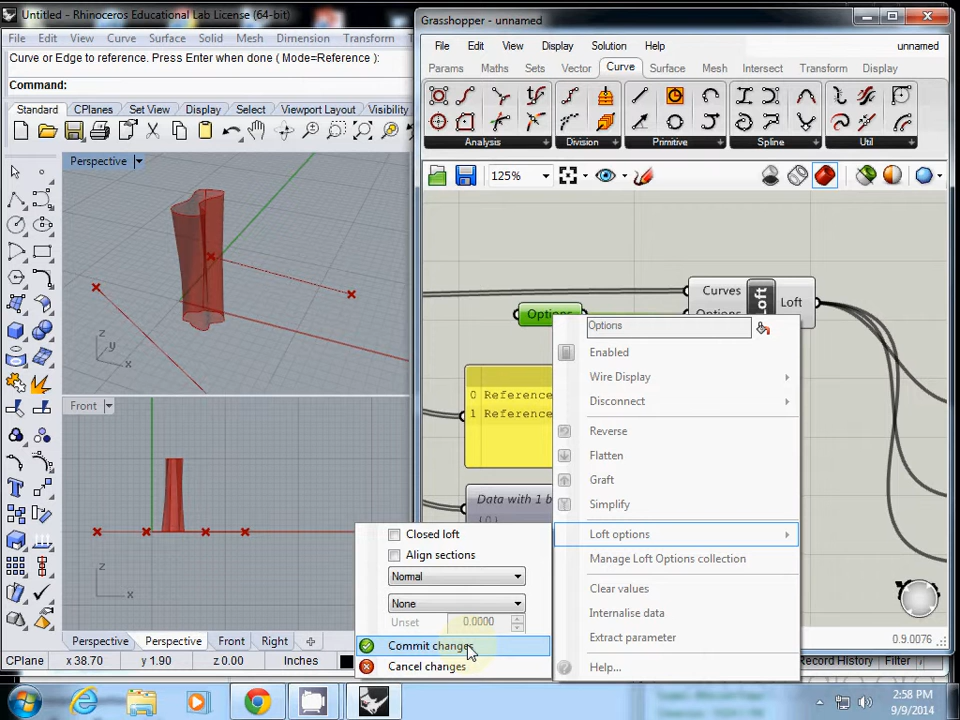 Untitled - Rhinoceros Educational Lab License (64-bit)
File Edit View Curve Surface Solid Mesh Dimension Transform
Curve or Edge to reference. Press Enter when done ( Mode=Reference ):
Command:
Standard CPlanes Set View Display Select Viewport Layout Visibility
Perspective
z
y
x
Front
z
x
Perspective Perspective Front Right
CPlane x 38.70 y 1.90 z 0.00 Inches
Grasshopper - unnamed
File Edit View Display Solution Help unnamed
Params Maths Sets Vector Curve Surface Mesh Intersect Transform Display
Analysis Division Primitive Spline Util
125%
Curves
Options
Loft
Loft
Options
0 Reference
1 Reference
Data with 1 b
Options
Enabled
Wire Display
Disconnect
Reverse
Flatten
Graft
Simplify
Loft options
Manage Loft Options collection
Clear values
Internalise data
Extract parameter
Help...
Closed loft
Align sections
Normal
None
Unset 0.0000
Commit changes
Cancel changes
0.9.0076
Filter
2:58 PM
9/9/2014